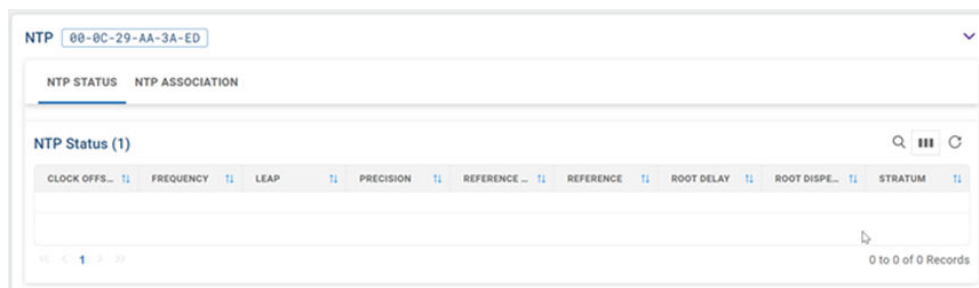 NTP 00-0C-29-AA-3A-ED
NTP STATUS NTP ASSOCIATION
NTP Status (1)
CLOCK OFFS... FREQUENCY LEAP PRECISION REFERENCE ... REFERENCE ROOT DELAY ROOT DISPE... STRATUM
1
0 to 0 of 0 Records